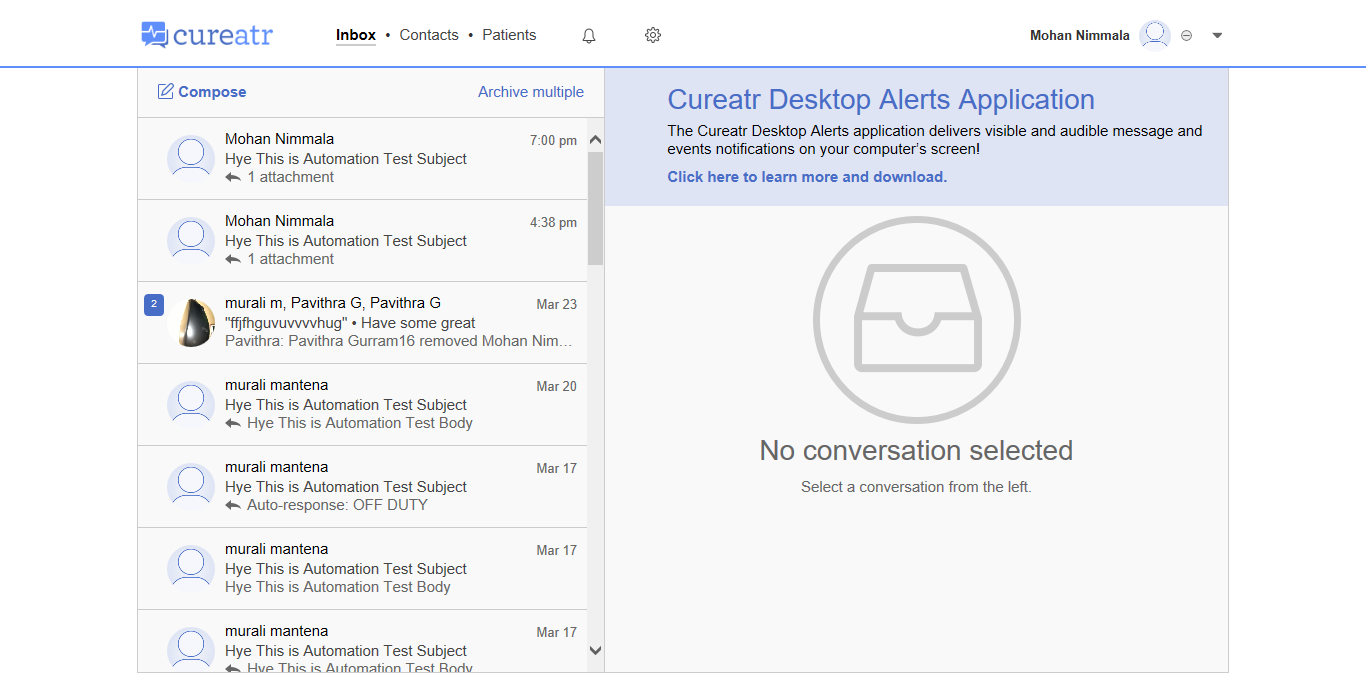 cureatr
Inbox • Contacts • Patients
Mohan Nimmala
Compose
Archive multiple
Mohan Nimmala
7:00 pm
Hye This is Automation Test Subject
1 attachment
Mohan Nimmala
4:38 pm
Hye This is Automation Test Subject
1 attachment
2
murali m, Pavithra G, Pavithra G
Mar 23
"ffjfhguvuvvvvhug" • Have some great
Pavithra: Pavithra Gurram16 removed Mohan Nim...
murali mantena
Mar 20
Hye This is Automation Test Subject
Hye This is Automation Test Body
murali mantena
Mar 17
Hye This is Automation Test Subject
Auto-response: OFF DUTY
murali mantena
Mar 17
Hye This is Automation Test Subject
Hye This is Automation Test Body
murali mantena
Mar 17
Hye This is Automation Test Subject
Hye This is Automation Test Body
Cureatr Desktop Alerts Application
The Cureatr Desktop Alerts application delivers visible and audible message and
events notifications on your computer's screen!
Click here to learn more and download.
No conversation selected
Select a conversation from the left.